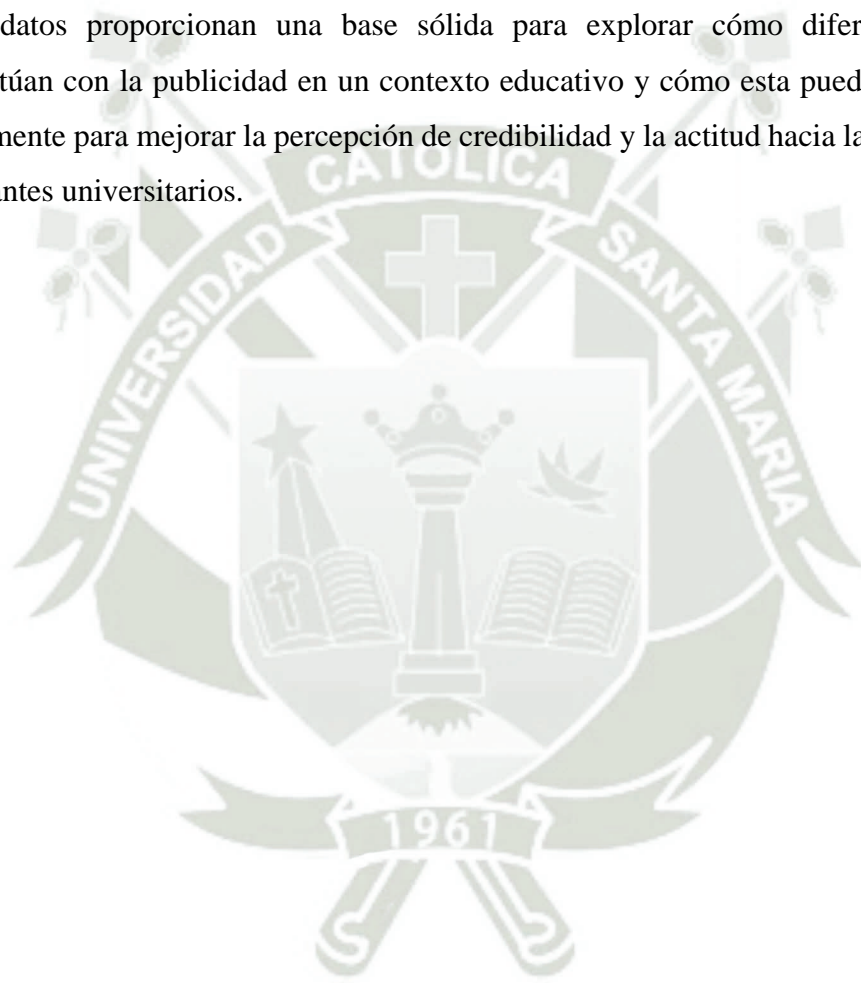 datos proporcionan una base sólida para explorar cómo difer
túan con la publicidad en un contexto educativo y cómo esta pued
mente para mejorar la percepción de credibilidad y la actitud hacia la
antes universitarios.
UNIVERSIDAD CATOLICA SANTA MARIA
1961